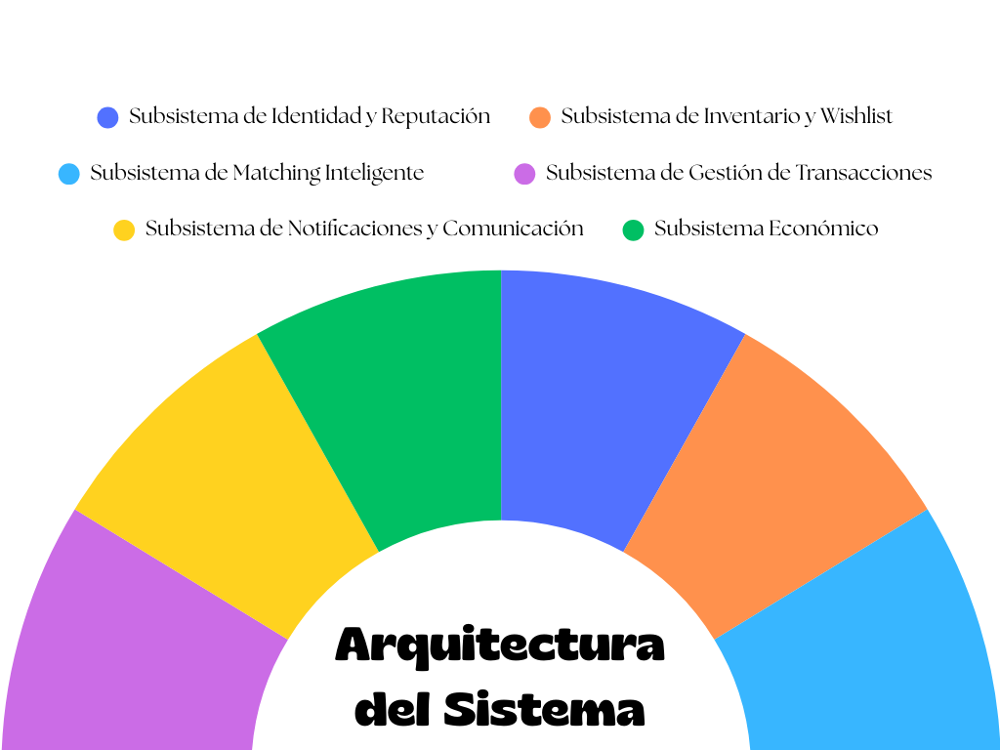 Subsistema de Identidad y Reputación
Subsistema de Inventario y Wishlist
Subsistema de Matching Inteligente
Subsistema de Gestión de Transacciones
Subsistema de Notificaciones y Comunicación
Subsistema Económico
Arquitectura
del Sistema